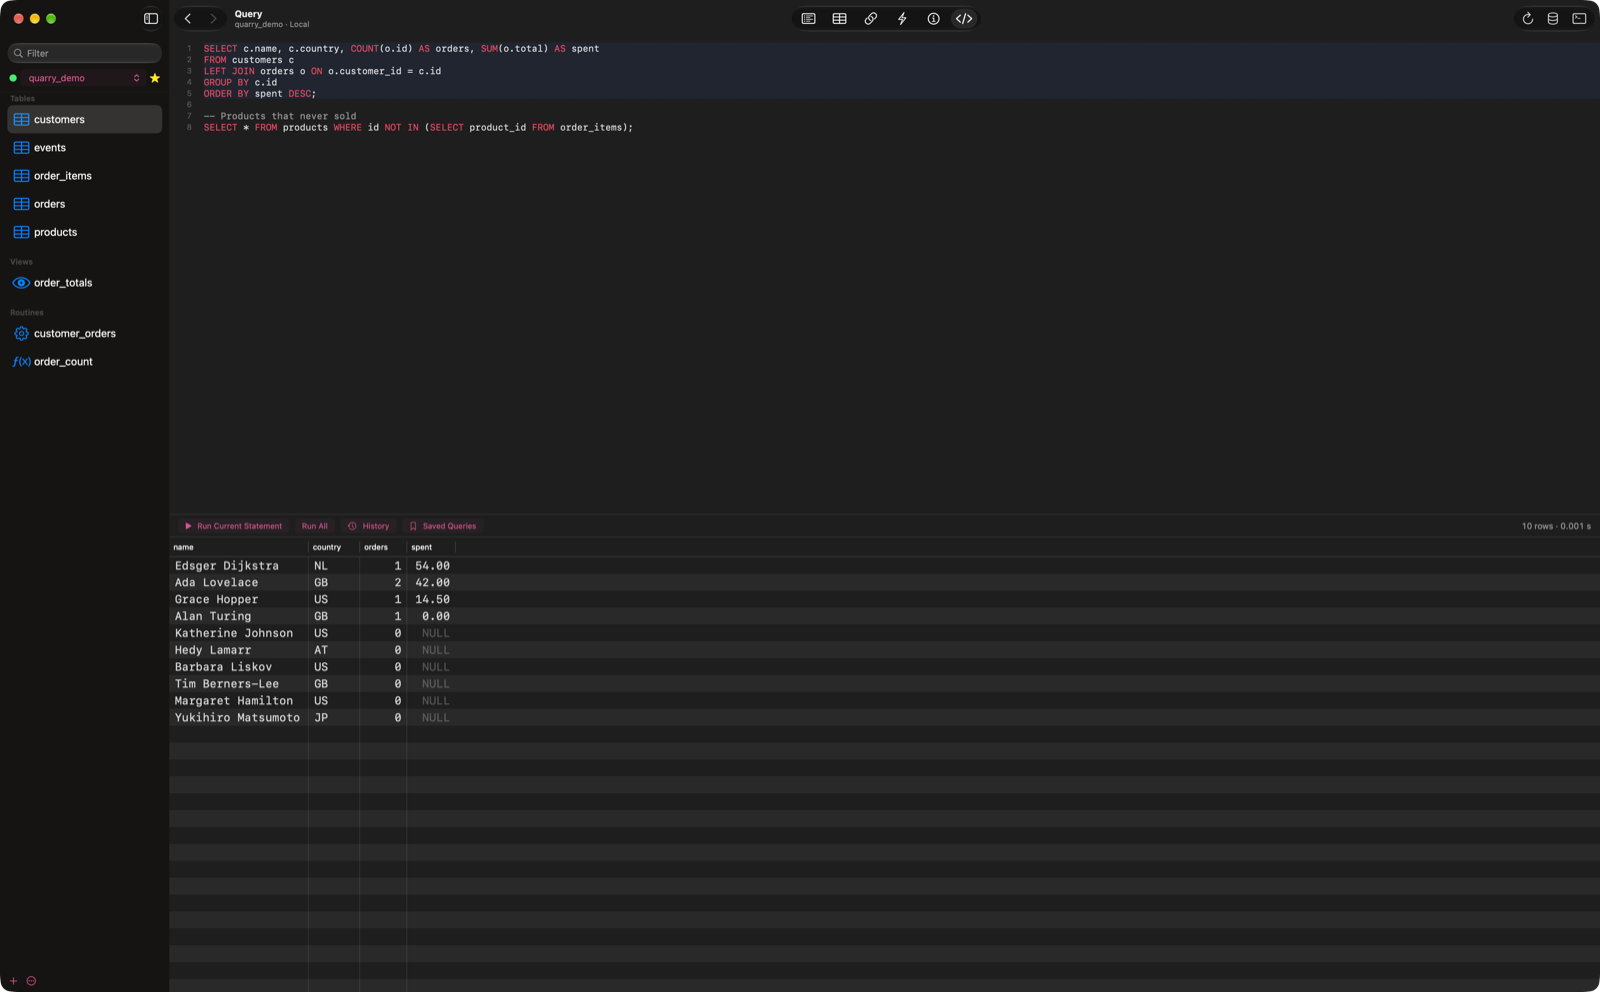 Query
quarry_demo · Local
Filter
quarry_demo
Tables
customers
events
order_items
orders
products
Views
order_totals
Routines
customer_orders
f(x) order_count
1 SELECT c.name, c.country, COUNT(o.id) AS orders, SUM(o.total) AS spent
2 FROM customers c
3 LEFT JOIN orders o ON o.customer_id = c.id
4 GROUP BY c.id
5 ORDER BY spent DESC;
6
7 -- Products that never sold
8 SELECT * FROM products WHERE id NOT IN (SELECT product_id FROM order_items);
Run Current Statement Run All History Saved Queries 10 rows · 0.001 s
name country orders spent
Edsger Dijkstra NL 1 54.00
Ada Lovelace GB 2 42.00
Grace Hopper US 1 14.50
Alan Turing GB 1 0.00
Katherine Johnson US 0 NULL
Hedy Lamarr AT 0 NULL
Barbara Liskov US 0 NULL
Tim Berners-Lee GB 0 NULL
Margaret Hamilton US 0 NULL
Yukihiro Matsumoto JP 0 NULL